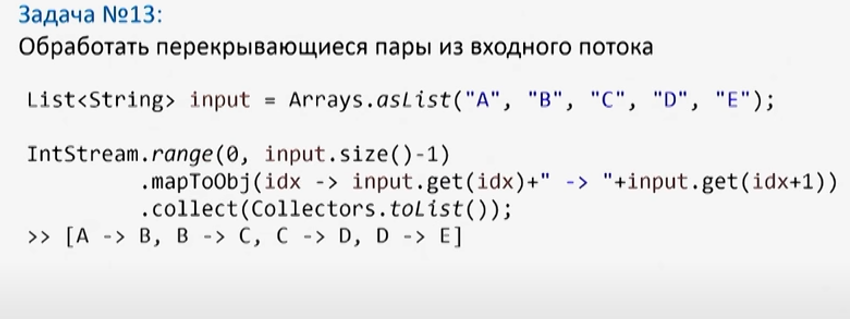 Задача №13:
Обработать перекрывающиеся пары из входного потока
List<String> input = Arrays.asList("A", "B", "C", "D", "E");
IntStream.range(0, input.size()-1)
.mapToObj(idx -> input.get(idx)+" -> "+input.get(idx+1))
.collect(Collectors.toList());
>> [A -> B, B -> C, C -> D, D -> E]